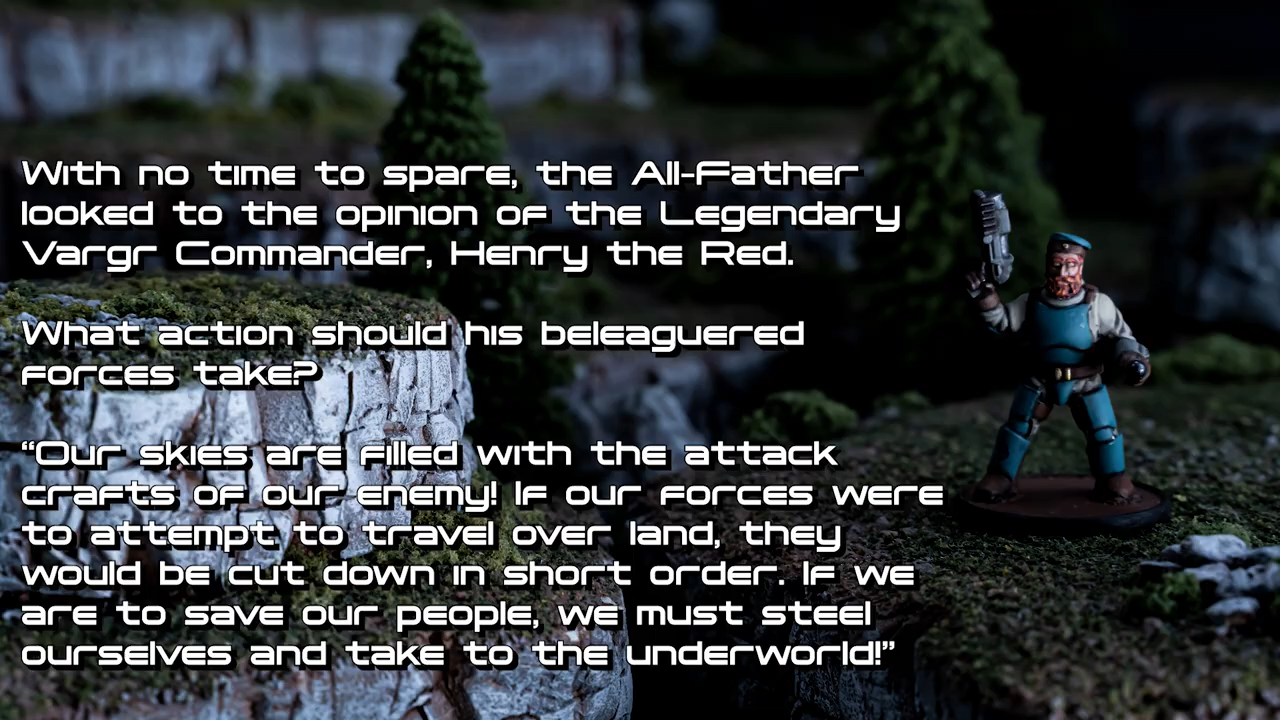 With no time to spare, the All-Father
looked to the opinion of the Legendary
Vargr Commander, Henry the Red.
What action should his beleaguered
forces take?
“Our skies are filled with the attack
crafts of our enemy! If our forces were
to attempt to travel over land, they
would be cut down in short order. If we
are to save our people, we must steel
ourselves and take to the underworld!”